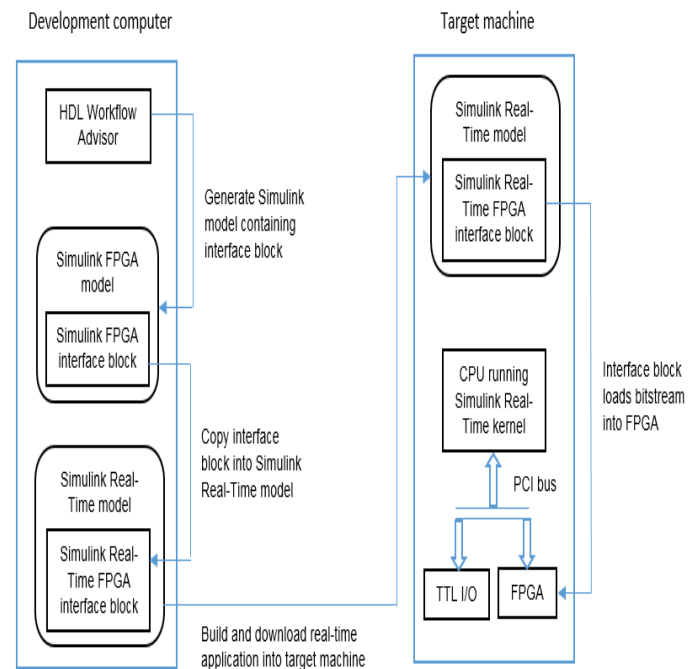 Development computer
HDL Workflow
Advisor
Generate Simulink
model containing
interface block
Simulink FPGA
model
Simulink FPGA
interface block
Copy interface
block into Simulink
Real-Time model
Simulink Real-
Time model
Simulink Real-
Time FPGA
interface block
Build and download real-time
application into target machine
Target machine
Simulink Real-
Time model
Simulink Real-
Time FPGA
interface block
Interface block
loads bitstream
into FPGA
CPU running
Simulink Real-
Time kernel
PCI bus
TTL I/O
FPGA